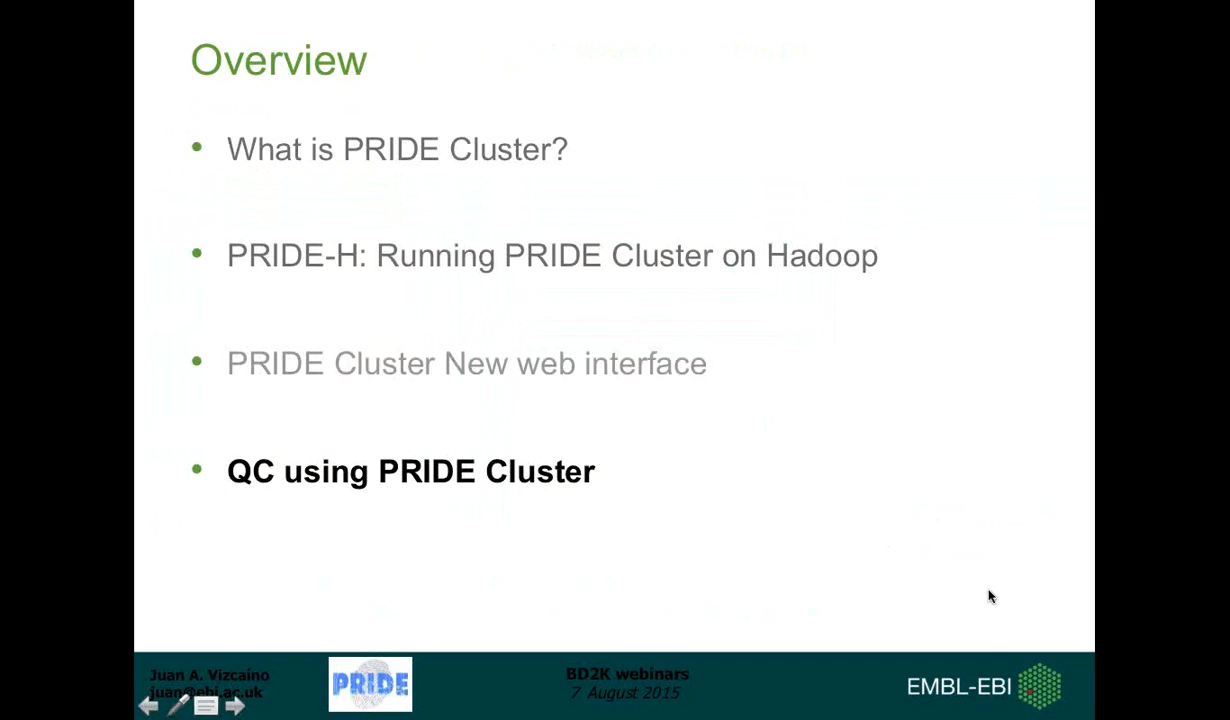 Overview
• What is PRIDE Cluster?
• PRIDE-H: Running PRIDE Cluster on Hadoop
• PRIDE Cluster New web interface
• QC using PRIDE Cluster
Juan A. Vizcaíno
juan@ebi.ac.uk
PRIDE
BD2K webinars
7 August 2015
EMBL-EBI